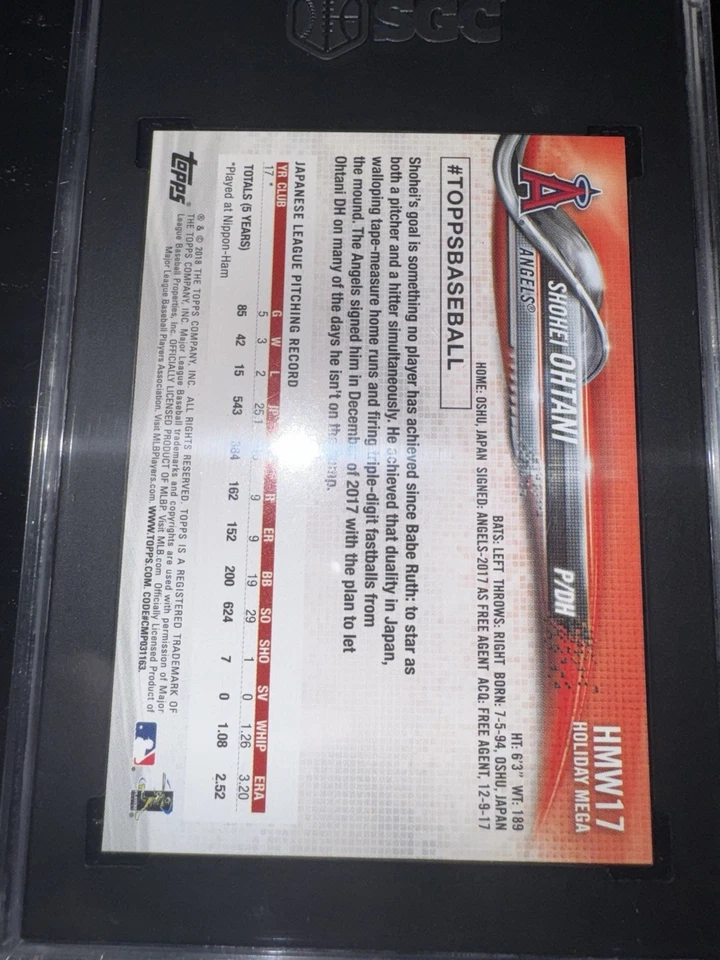 SGC
HMW17
HOLIDAY MEGA
ANGELS®
SHOHEI OHTANI P/DH
HT: 6'3" WT: 189
BATS: LEFT THROWS: RIGHT BORN: 7-5-94, OSHU, JAPAN
HOME: OSHU, JAPAN SIGNED: ANGELS-2017 AS FREE AGENT ACQ: FREE AGENT, 12-9-17
#TOPPSBASEBALL
Shohei's goal is something no player has achieved since Babe Ruth: to star as
both a pitcher and a hitter simultaneously. He achieved that duality in Japan,
walloping tape-measure home runs and firing triple-digit fastballs from
the mound. The Angels signed him in December of 2017 with the plan to let
Ohtani DH on many of the days he isn't on the
JAPANESE LEAGUE PITCHING RECORD
YR CLUB G W L R ER BB SO SHO SV WHIP ERA
17 * 5 3 2 25.1 9 9 19 29 1 0 1.26 3.20
TOTALS (5 YEARS) 85 42 15 543 384 162 152 200 624 7 0 1.08 2.52
*Played at Nippon-Ham
topps®
® & © 2018 THE TOPPS COMPANY, INC. ALL RIGHTS RESERVED. TOPPS IS A REGISTERED TRADEMARK OF
THE TOPPS COMPANY, INC. Major League Baseball trademarks and copyrights are used with permission of Major
League Baseball Properties, Inc. OFFICIALLY LICENSED PRODUCT OF MLBP. Visit MLB.com Officially Licensed Product of
Major League Baseball Players Association. Visit MLBPlayers.com. WWW.TOPPS.COM. CODE#CMP031163.